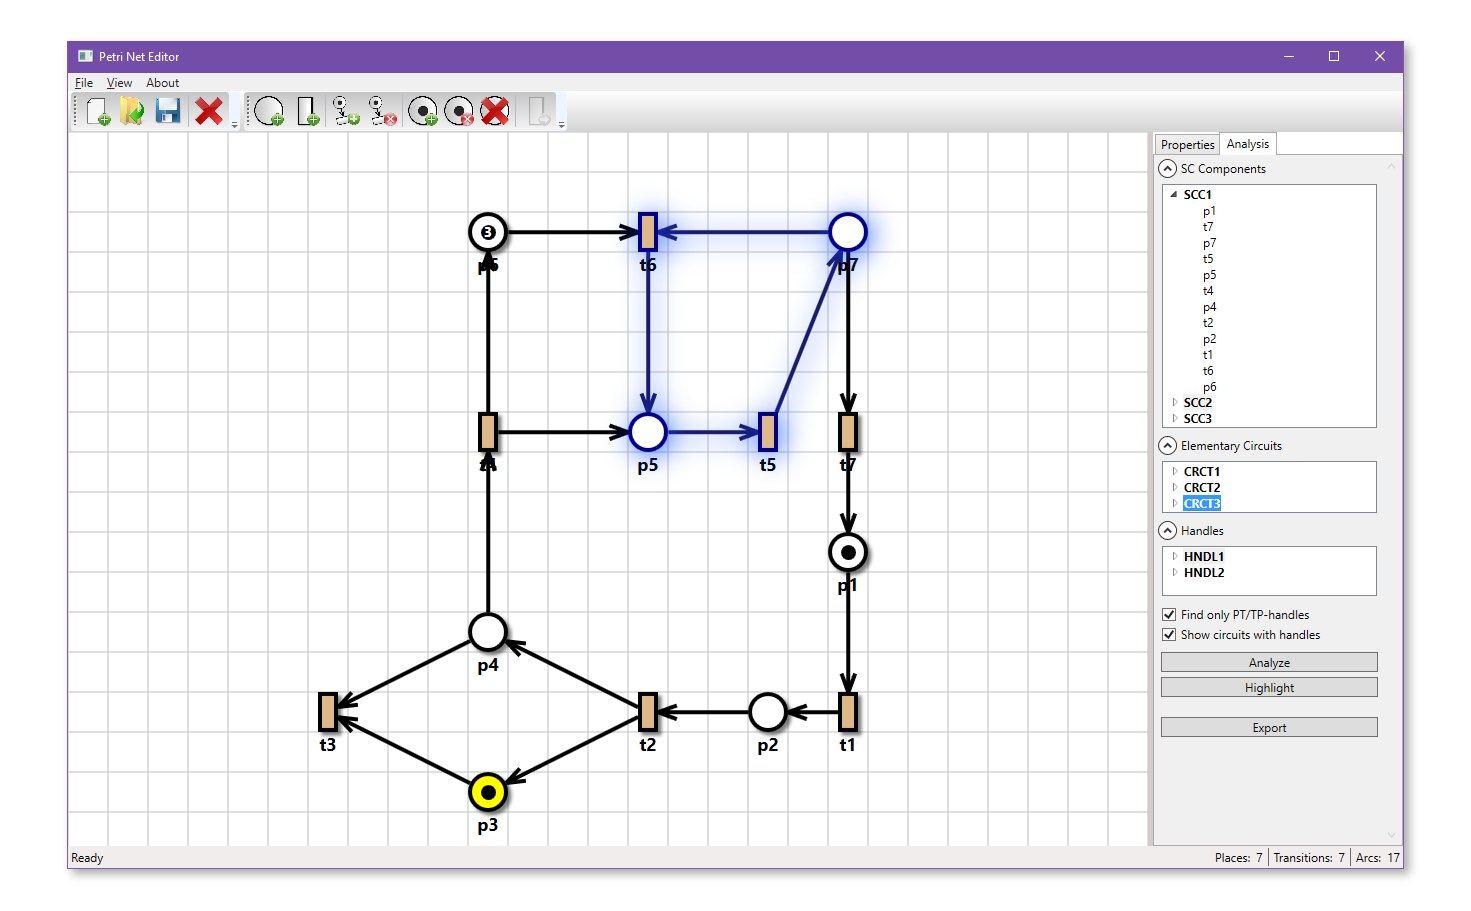 Petri Net Editor
File View About
Properties Analysis
SC Components
SCC1
p1
t7
p7
t5
p5
t4
p4
t2
p2
t1
t6
p6
SCC2
SCC3
Elementary Circuits
CRCT1
CRCT2
CRCT3
Handles
HNDL1
HNDL2
Find only PT/TP-handles
Show circuits with handles
Analyze
Highlight
Export
3
p6 t6 p7
t4 p5 t5 t7
p1
p4
t3 t2 p2 t1
p3
Ready Places: 7 Transitions: 7 Arcs: 17